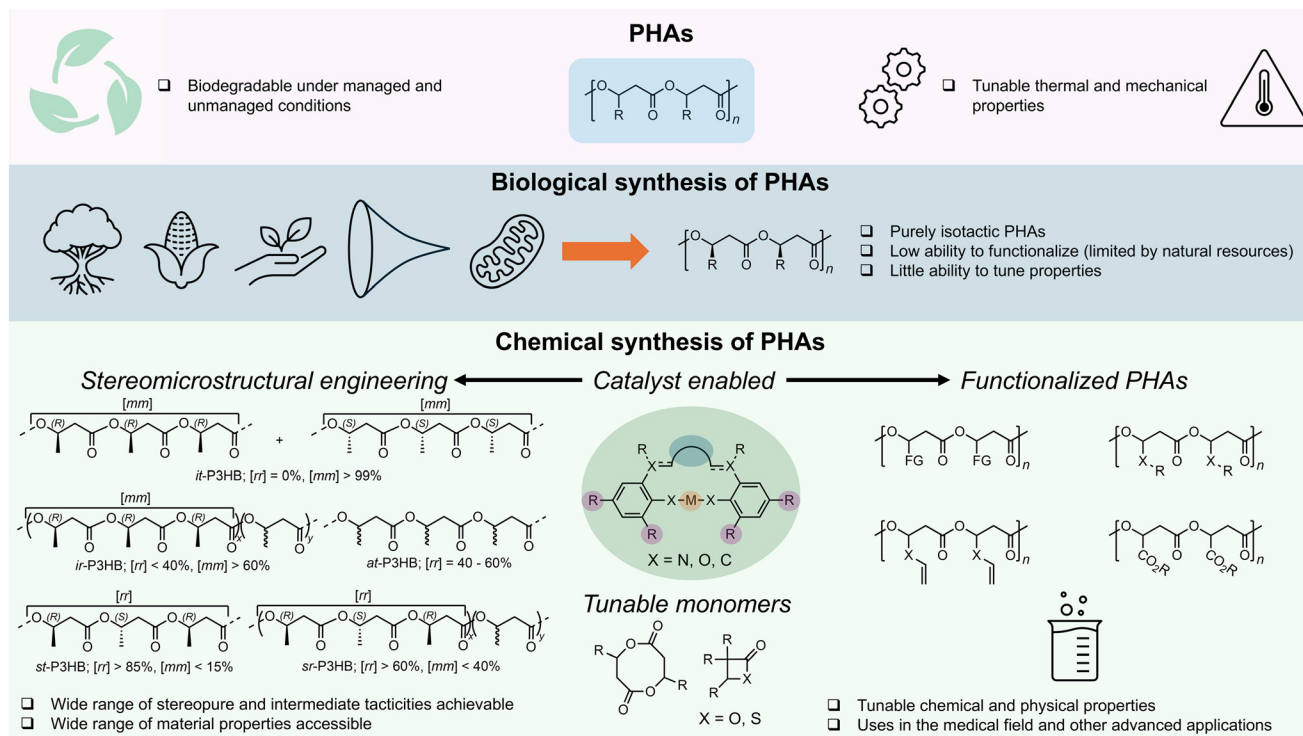 PHAs
❑ Biodegradable under managed and
unmanaged conditions
O O
R O R O n
❑ Tunable thermal and mechanical
properties
Biological synthesis of PHAs
O O
R O R O n
❑ Purely isotactic PHAs
❑ Low ability to functionalize (limited by natural resources)
❑ Little ability to tune properties
Chemical synthesis of PHAs
Stereomicrostructural engineering
Catalyst enabled
Functionalized PHAs
[mm]
O (R) O (R) O (R)
O O O
+
[mm]
O (S) O (S) O (S)
O O O
it-P3HB; [rr] = 0%, [mm] > 99%
[mm]
O (R) O (R) O (R) O
O O O x O y
ir-P3HB; [rr] < 40%, [mm] > 60%
O O O
O O O
at-P3HB; [rr] = 40 - 60%
[rr]
O (R) O (S) O (R)
O O O
st-P3HB; [rr] > 85%, [mm] < 15%
[rr]
O (R) O (S) O (R) O
O O O x O y
sr-P3HB; [rr] > 60%, [mm] < 40%
❑ Wide range of stereopure and intermediate tacticities achievable
❑ Wide range of material properties accessible
R R
X X
R X M X R
R R
X = N, O, C
Tunable monomers
O
R O
O R
O
R
R O
R X
X = O, S
O O
FG O FG O n
O O
X O X O n
R R
O O
X O X O n
O O
CO2R O CO2R O n
❑ Tunable chemical and physical properties
❑ Uses in the medical field and other advanced applications